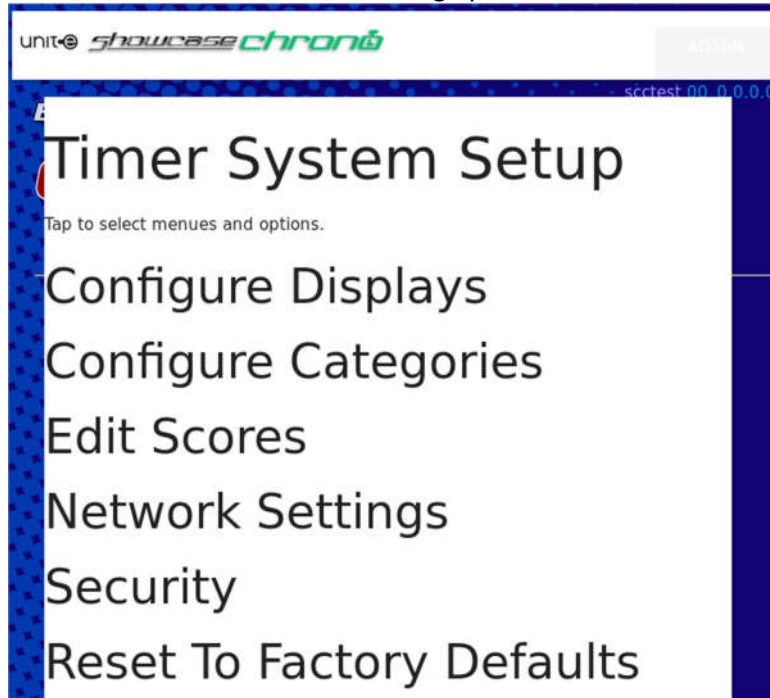 unit-e showcase chrono
ADMIN
scctest 00 0.0.0.0
Timer System Setup
Tap to select menues and options.
Configure Displays
Configure Categories
Edit Scores
Network Settings
Security
Reset To Factory Defaults